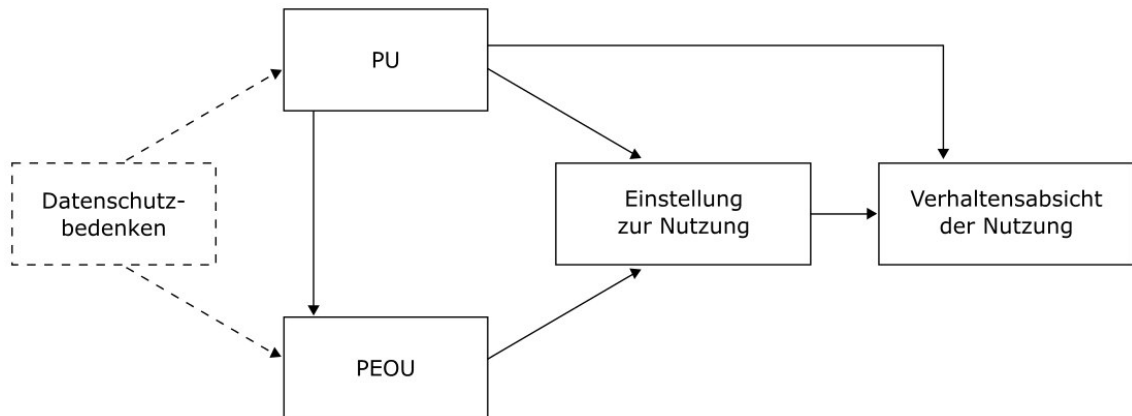 PU
Datenschutz-
bedenken
Einstellung
zur Nutzung
Verhaltensabsicht
der Nutzung
PEOU